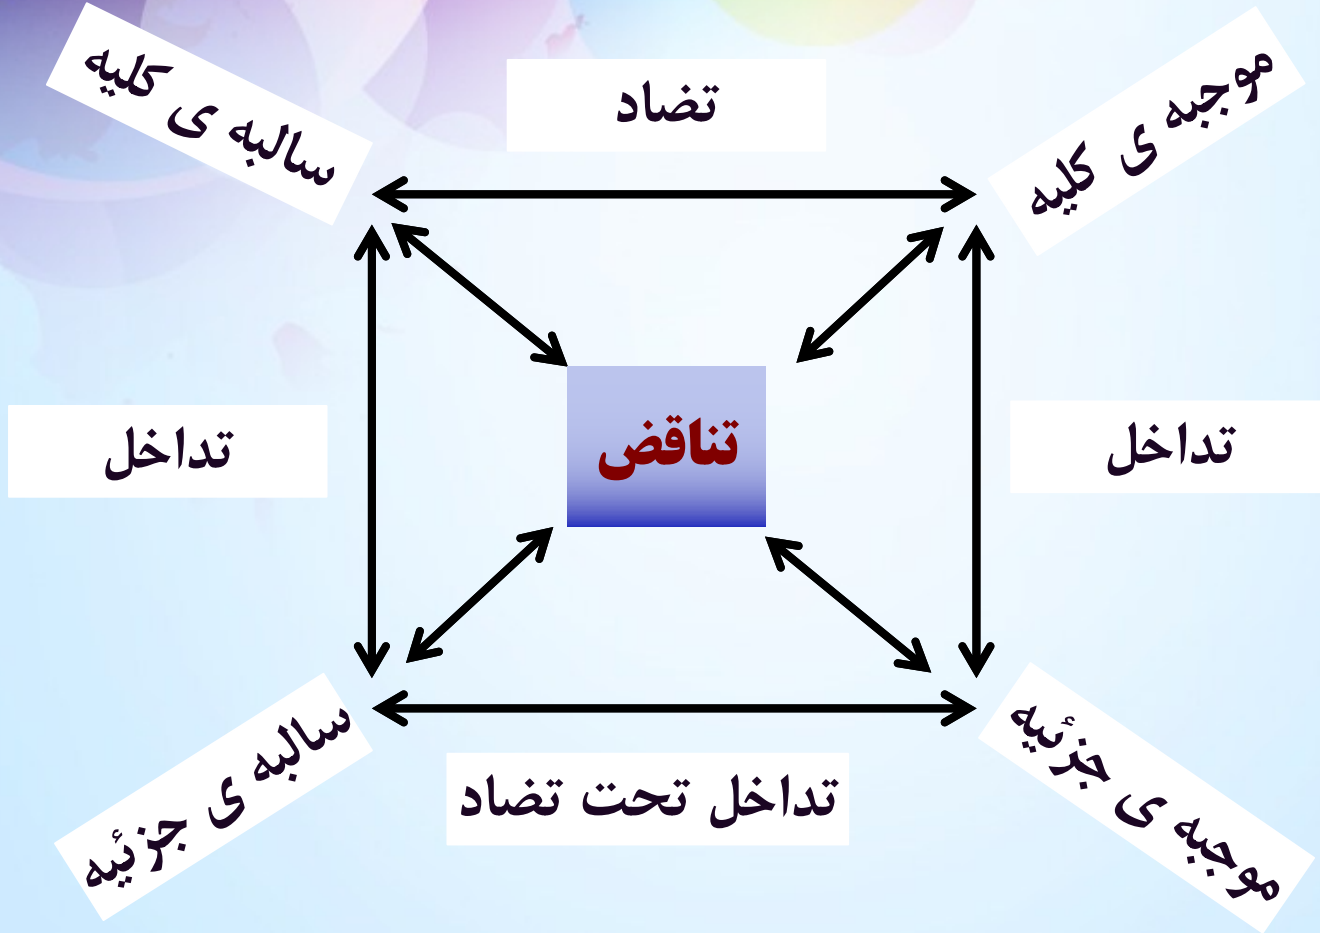 موجبه ی کلیه
تضاد
سالبه ی کلیه
تداخل
تناقض
تداخل
موجبه ی جزئیه
تداخل تحت تضاد
سالبه ی جزئیه